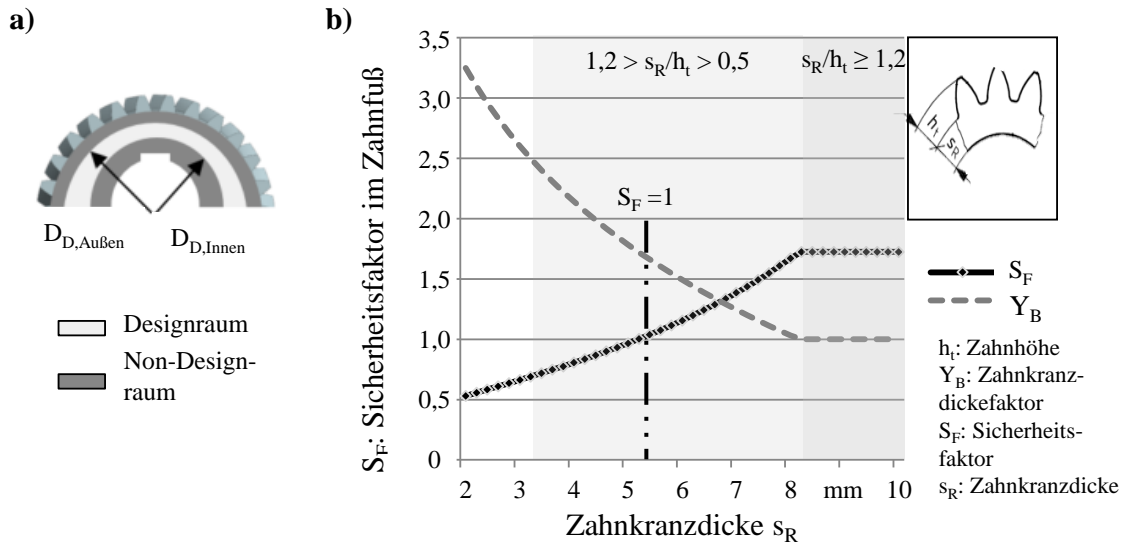 a)
D_D,Außen
D_D,Innen
Designraum
Non-Design-
raum
b)
S_F: Sicherheitsfaktor im Zahnfuß
3,5
3,0
2,5
2,0
1,5
1,0
0,5
0
1,2 > s_R/h_t > 0,5
s_R/h_t ≥ 1,2
S_F =1
2 3 4 5 6 7 8 mm 10
Zahnkranzdicke s_R
h_t
s_R
S_F
Y_B
h_t: Zahnhöhe
Y_B: Zahnkranz-
dickefaktor
S_F: Sicherheits-
faktor
s_R: Zahnkranzdicke